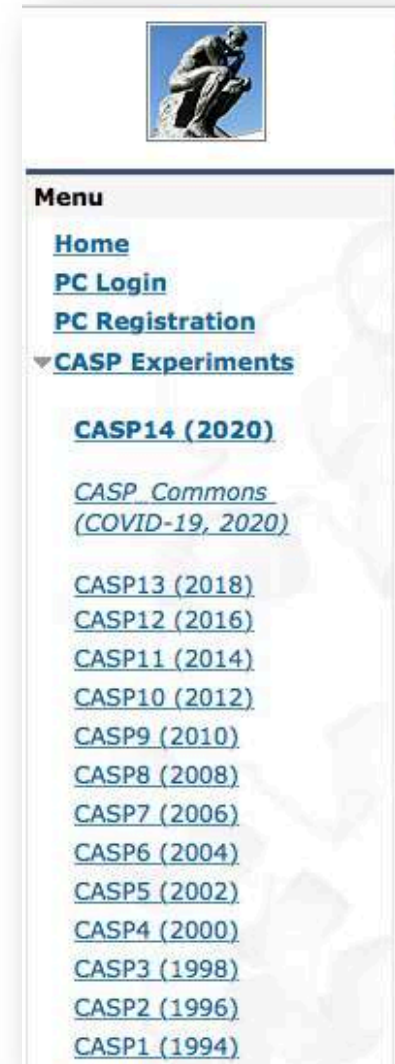 Menu
Home
PC Login
PC Registration
CASP Experiments
CASP14 (2020)
CASP_Commons
(COVID-19, 2020)
CASP13 (2018)
CASP12 (2016)
CASP11 (2014)
CASP10 (2012)
CASP9 (2010)
CASP8 (2008)
CASP7 (2006)
CASP6 (2004)
CASP5 (2002)
CASP4 (2000)
CASP3 (1998)
CASP2 (1996)
CASP1 (1994)